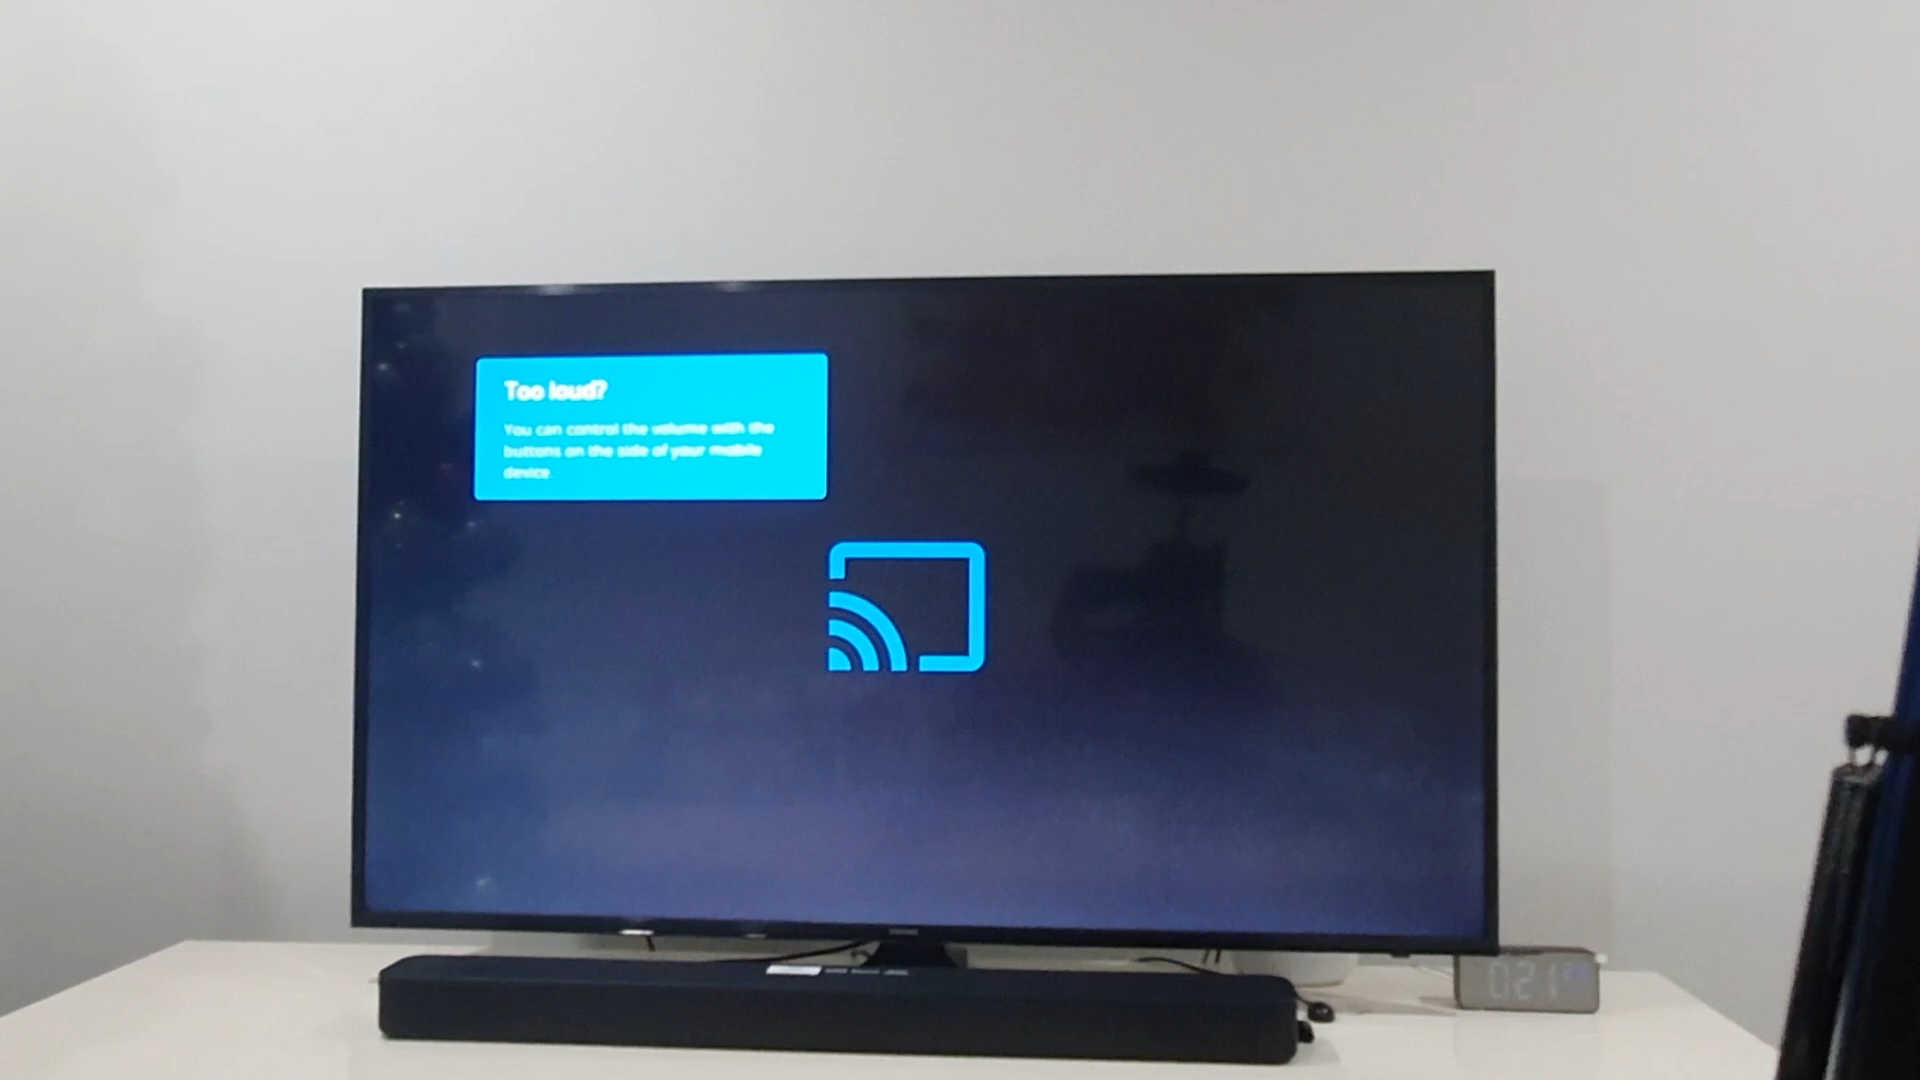 Too loud?
You can control the volume with the
buttons on the side of your mobile
device.